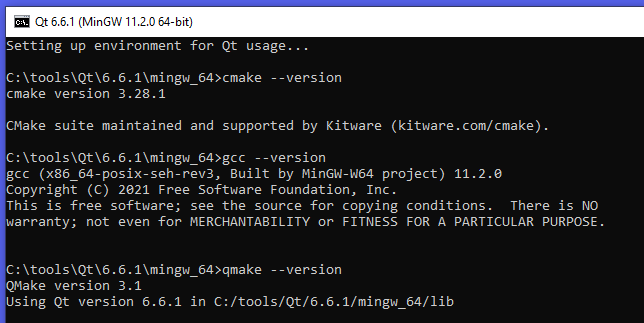 Qt 6.6.1 (MinGW 11.2.0 64-bit)
Setting up environment for Qt usage...
C:\tools\Qt\6.6.1\mingw_64>cmake --version
cmake version 3.28.1
CMake suite maintained and supported by Kitware (kitware.com/cmake).
C:\tools\Qt\6.6.1\mingw_64>gcc --version
gcc (x86_64-posix-seh-rev3, Built by MinGW-W64 project) 11.2.0
Copyright (C) 2021 Free Software Foundation, Inc.
This is free software; see the source for copying conditions.  There is NO
warranty; not even for MERCHANTABILITY or FITNESS FOR A PARTICULAR PURPOSE.
C:\tools\Qt\6.6.1\mingw_64>qmake --version
QMake version 3.1
Using Qt version 6.6.1 in C:/tools/Qt/6.6.1/mingw_64/lib